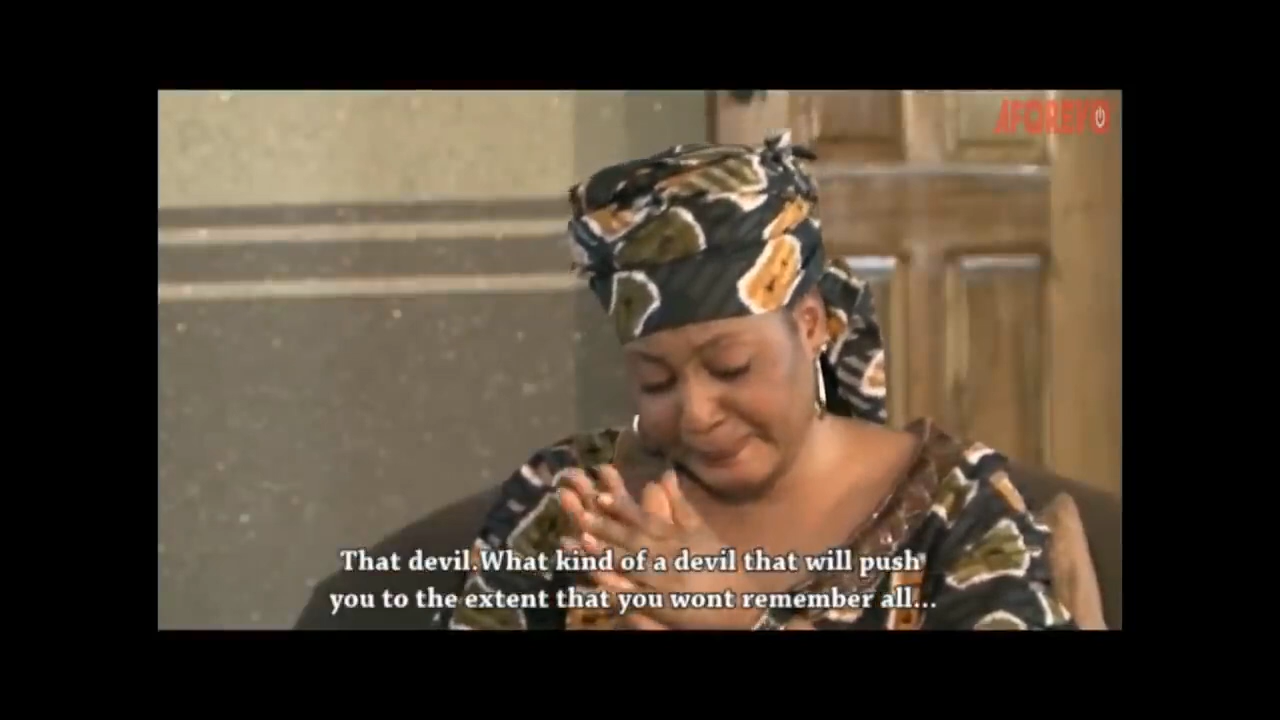 AFOREVO
That devil.What kind of a devil that will push
you to the extent that you wont remember all...